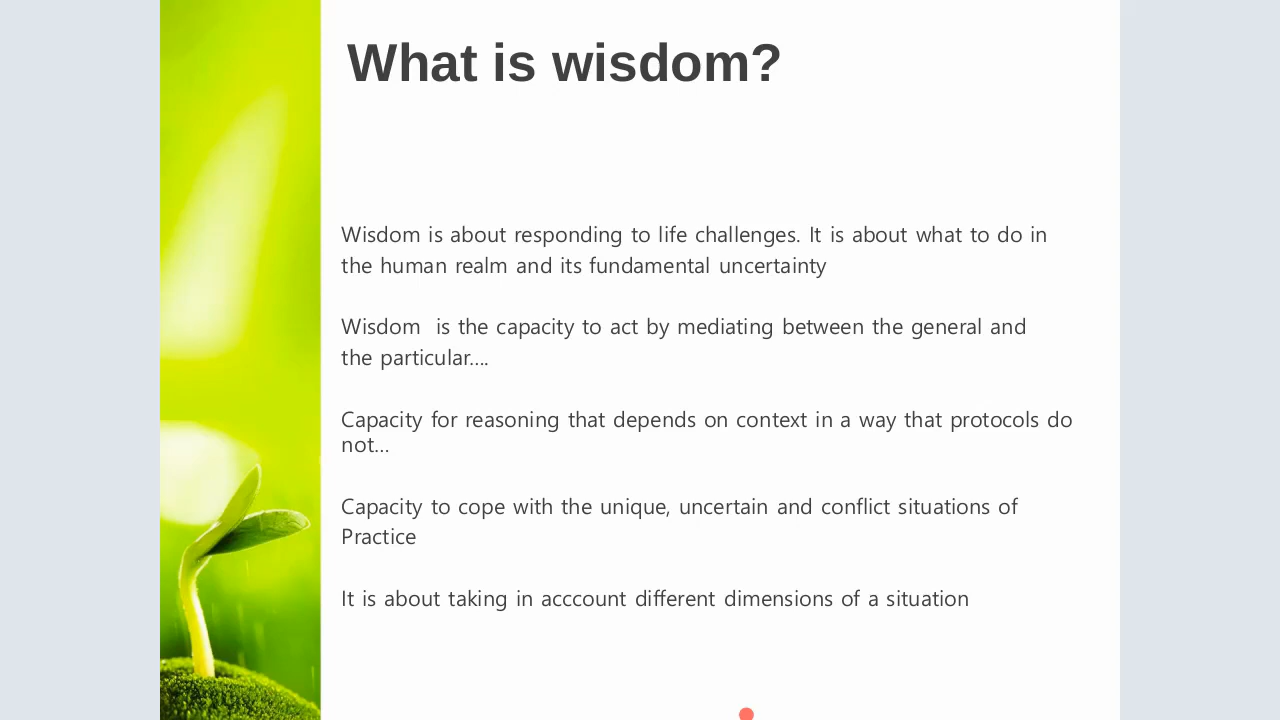 What is wisdom?
Wisdom is about responding to life challenges. It is about what to do in
the human realm and its fundamental uncertainty
Wisdom  is the capacity to act by mediating between the general and
the particular....
Capacity for reasoning that depends on context in a way that protocols do
not...
Capacity to cope with the unique, uncertain and conflict situations of
Practice
It is about taking in acccount different dimensions of a situation